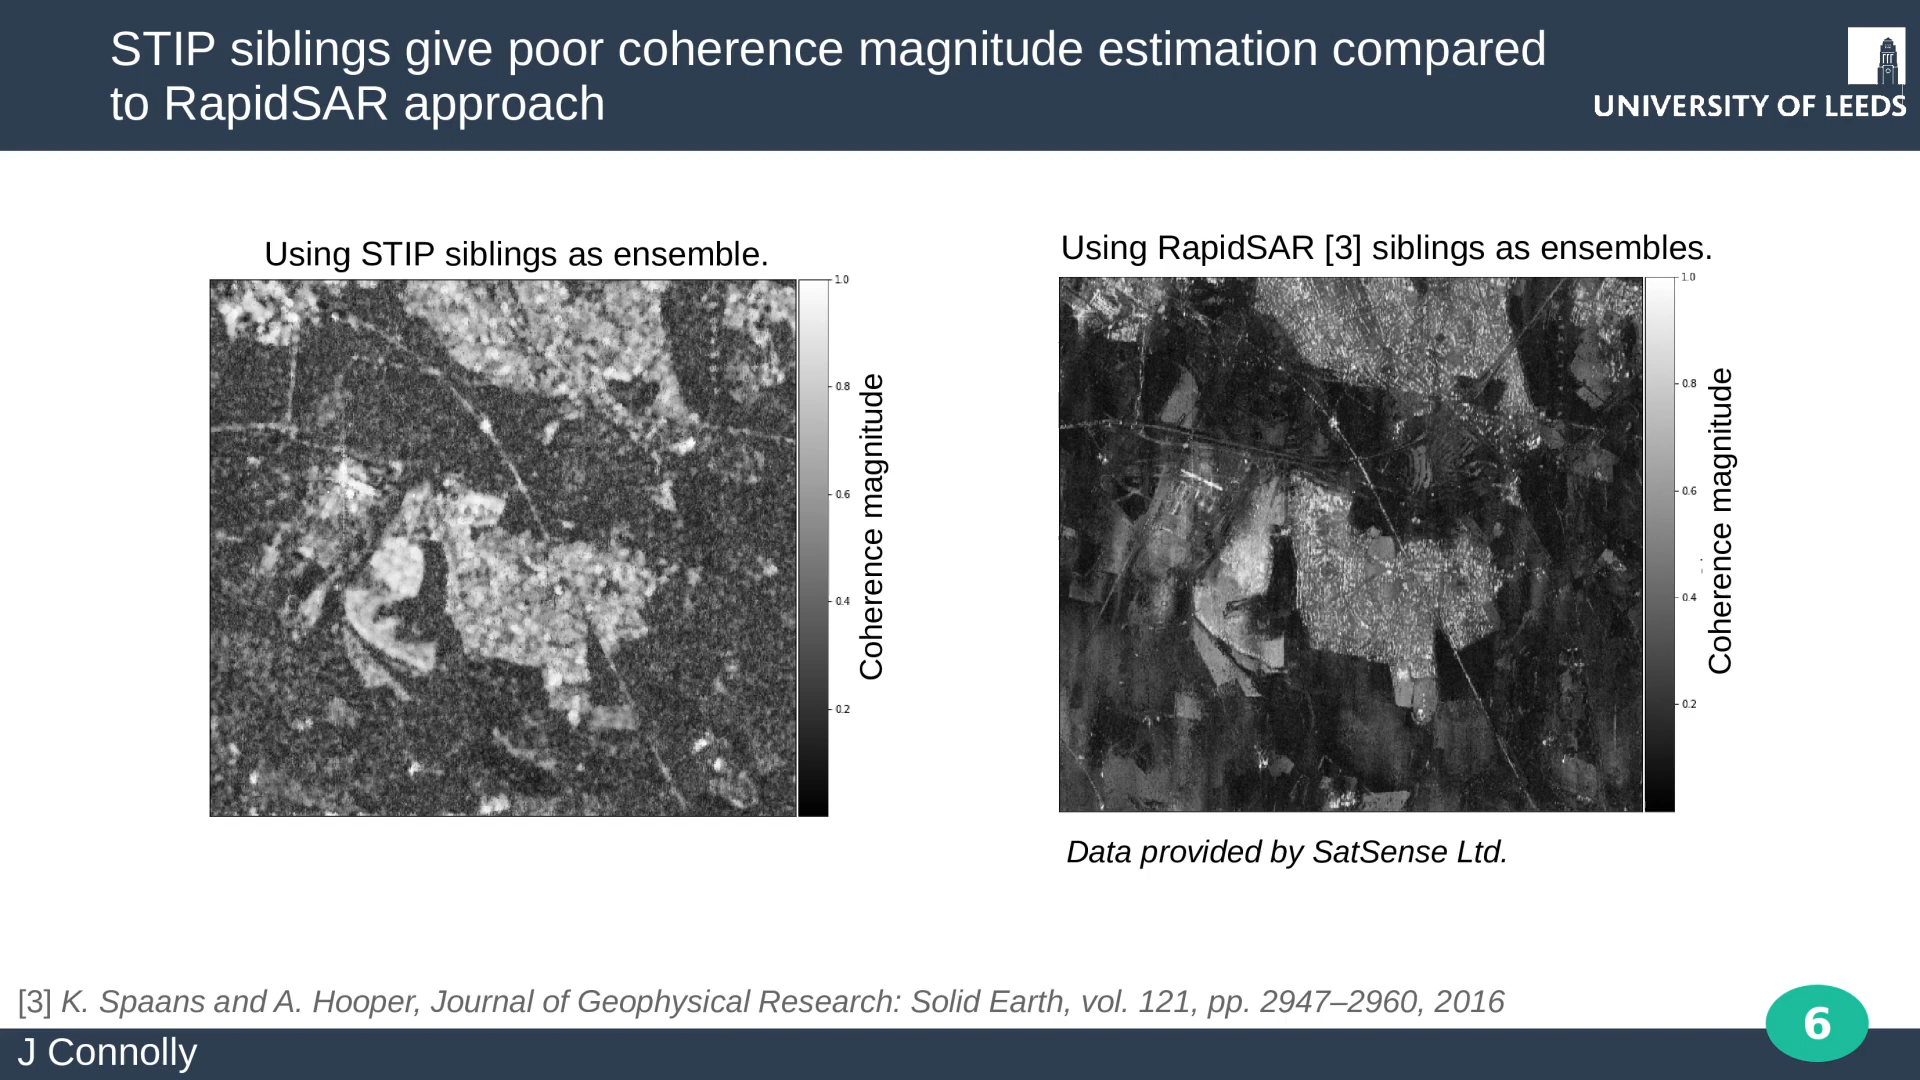 STIP siblings give poor coherence magnitude estimation compared
to RapidSAR approach
UNIVERSITY OF LEEDS
Using STIP siblings as ensemble.
1.0
0.8
0.6
0.4
0.2
Coherence magnitude
Using RapidSAR [3] siblings as ensembles.
1.0
0.8
0.6
0.4
0.2
Coherence magnitude
Data provided by SatSense Ltd.
[3] K. Spaans and A. Hooper, Journal of Geophysical Research: Solid Earth, vol. 121, pp. 2947–2960, 2016
J Connolly
6